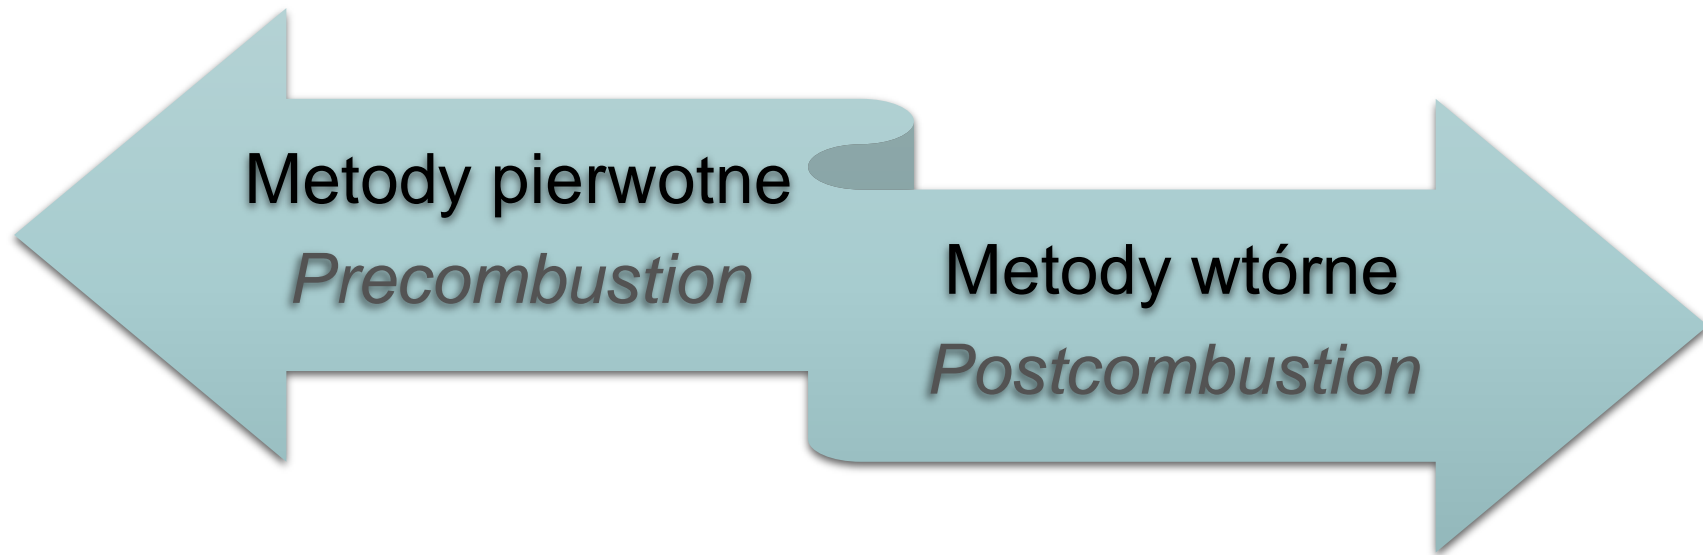 Metody pierwotne
Precombustion
Metody wtórne
Postcombustion